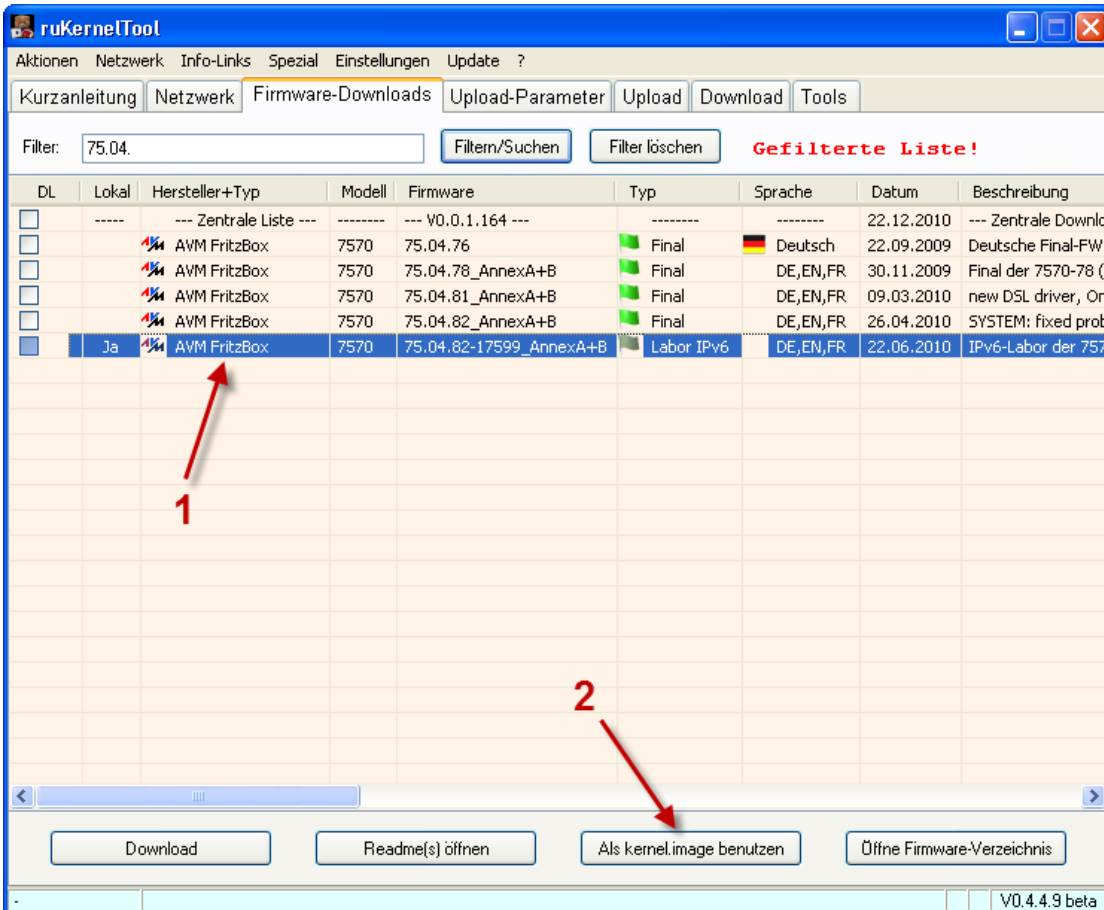 ruKernelTool
Aktionen Netzwerk Info-Links Spezial Einstellungen Update ?
Kurzanleitung Netzwerk Firmware-Downloads Upload-Parameter Upload Download Tools
Filter: 75.04. Filtern/Suchen Filter löschen Gefilterte Liste!
DL Lokal Hersteller+Typ Modell Firmware Typ Sprache Datum Beschreibung
----- --- Zentrale Liste --- -------- --- V0.0.1.164 --- -------- -------- 22.12.2010 --- Zentrale Downlo
AVM FritzBox 7570 75.04.76 Final Deutsch 22.09.2009 Deutsche Final-FW
AVM FritzBox 7570 75.04.78_AnnexA+B Final DE,EN,FR 30.11.2009 Final der 7570-78 (
AVM FritzBox 7570 75.04.81_AnnexA+B Final DE,EN,FR 09.03.2010 new DSL driver, On
AVM FritzBox 7570 75.04.82_AnnexA+B Final DE,EN,FR 26.04.2010 SYSTEM: fixed prob
Ja AVM FritzBox 7570 75.04.82-17599_AnnexA+B Labor IPv6 DE,EN,FR 22.06.2010 IPv6-Labor der 757
1
2
Download Readme(s) öffnen Als kernel.image benutzen Öffne Firmware-Verzeichnis
- V0.4.4.9 beta